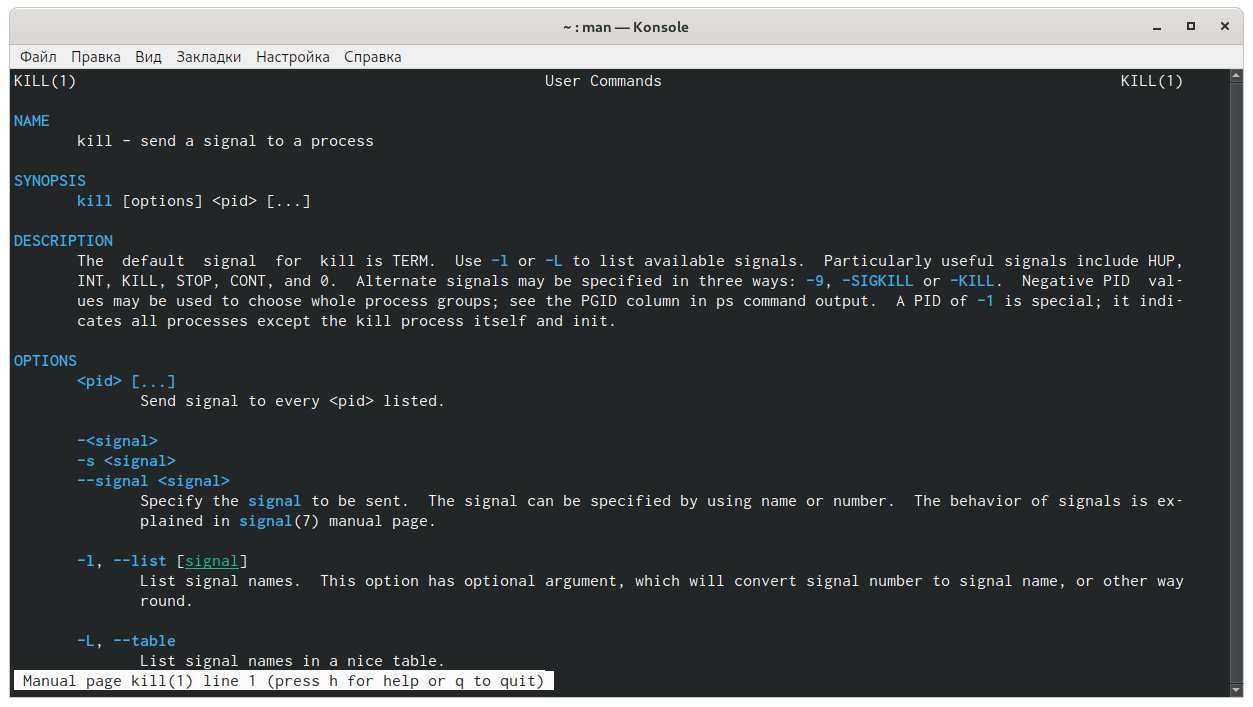 ~ : man — Konsole
Файл Правка Вид Закладки Настройка Справка
KILL(1) User Commands KILL(1)
NAME
kill - send a signal to a process
SYNOPSIS
kill [options] <pid> [...]
DESCRIPTION
The default signal for kill is TERM. Use -l or -L to list available signals. Particularly useful signals include HUP,
INT, KILL, STOP, CONT, and 0. Alternate signals may be specified in three ways: -9, -SIGKILL or -KILL. Negative PID val-
ues may be used to choose whole process groups; see the PGID column in ps command output. A PID of -1 is special; it indi-
cates all processes except the kill process itself and init.
OPTIONS
<pid> [...]
Send signal to every <pid> listed.
-<signal>
-s <signal>
--signal <signal>
Specify the signal to be sent. The signal can be specified by using name or number. The behavior of signals is ex-
plained in signal(7) manual page.
-l, --list [signal]
List signal names. This option has optional argument, which will convert signal number to signal name, or other way
round.
-L, --table
List signal names in a nice table.
Manual page kill(1) line 1 (press h for help or q to quit)